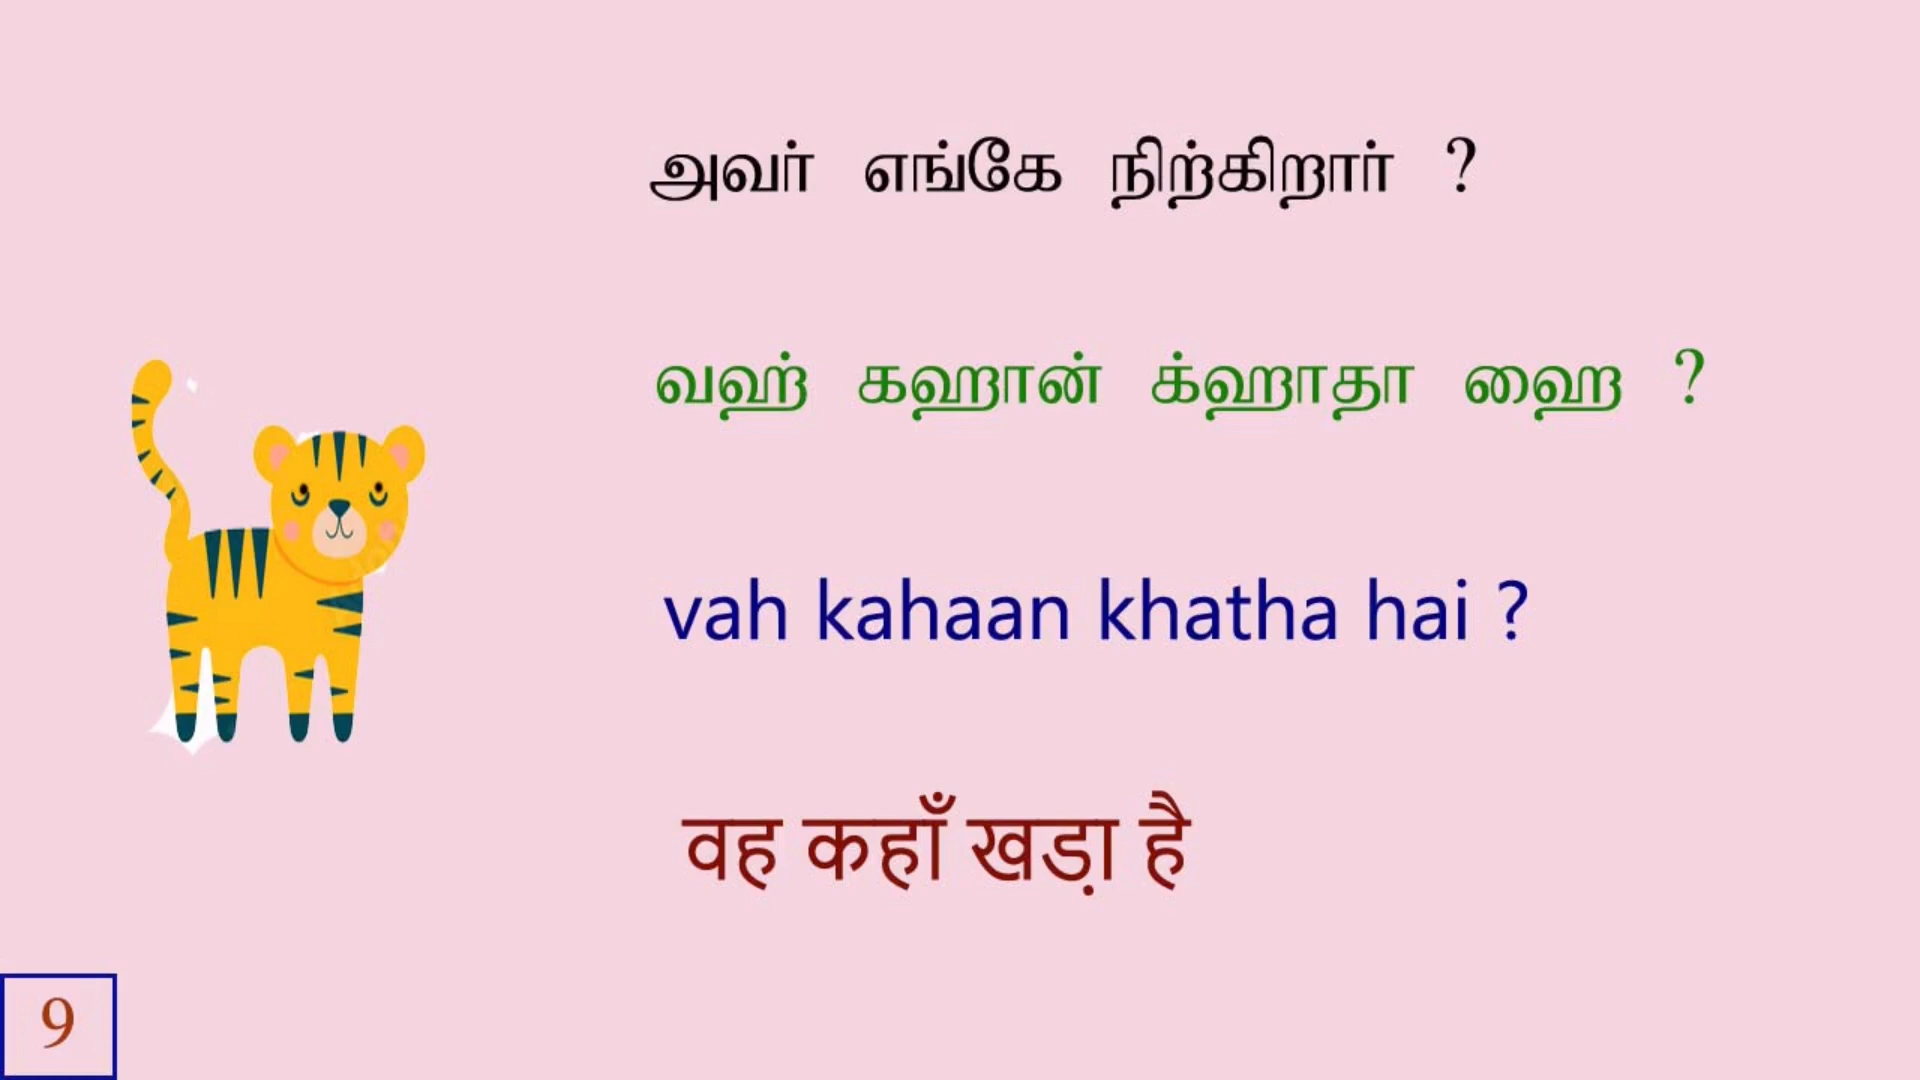 அவர் எங்கே நிற்கிறார் ?
வஹ் கஹான் க்ஹாதா ஹை ?
vah kahaan khatha hai ?
वह कहाँ खड़ा है
9